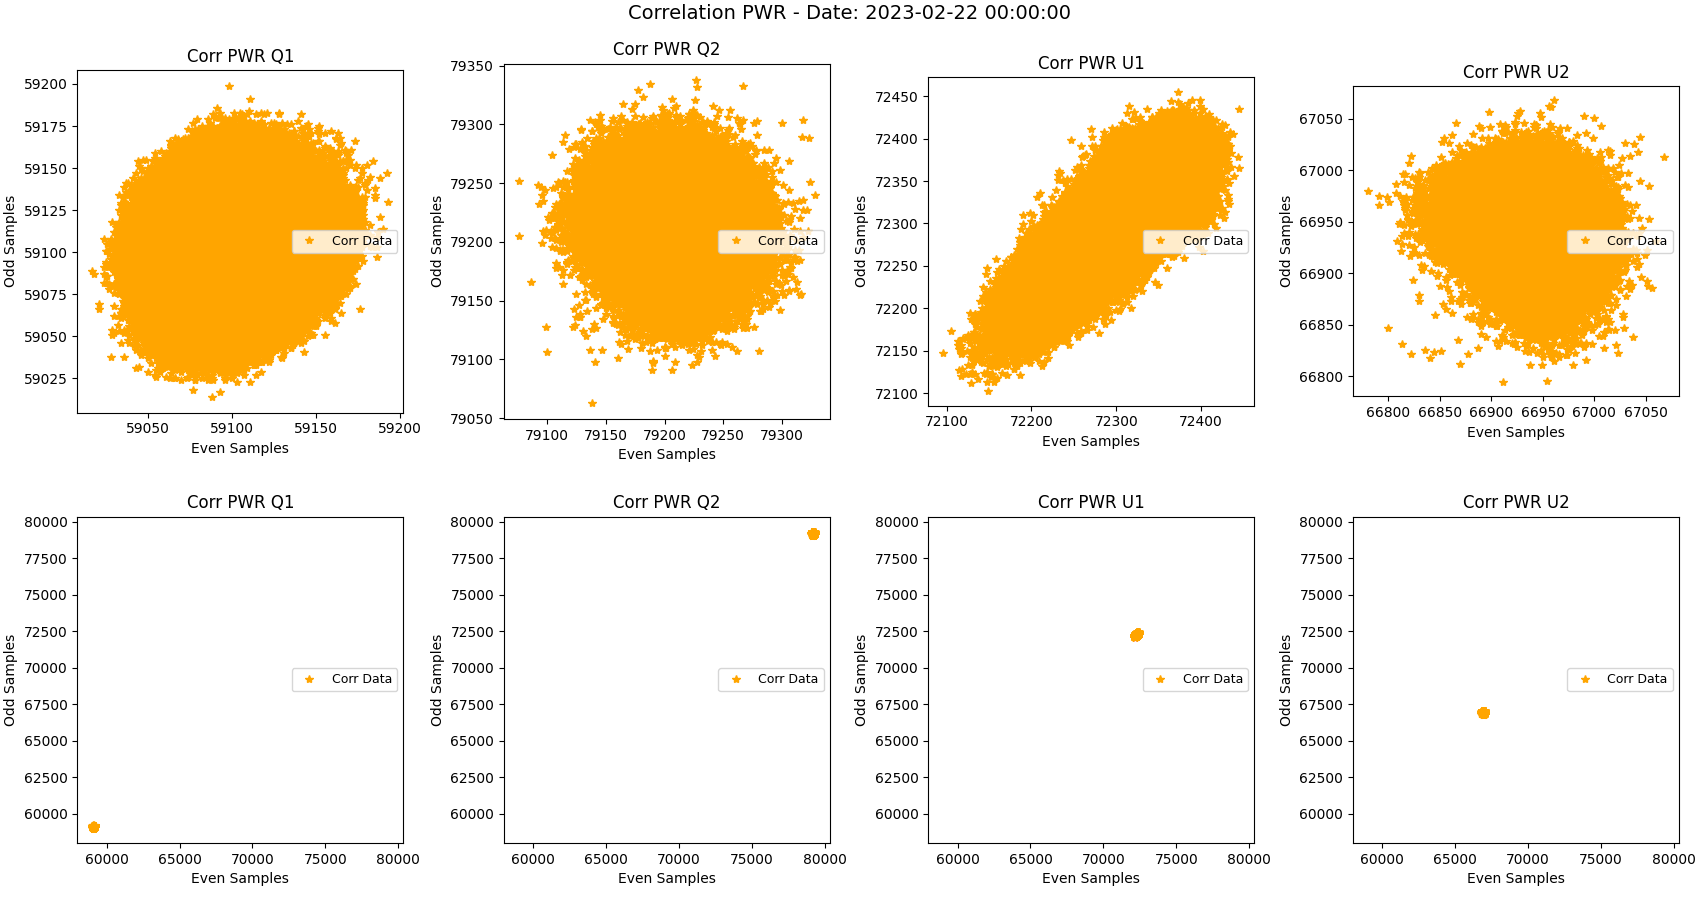 Correlation PWR - Date: 2023-02-22 00:00:00
Corr PWR Q1
59200
59175
59150
59125
59100
59075
59050
59025
Odd Samples
Corr Data
59050 59100 59150 59200
Even Samples
Corr PWR Q2
79350
79300
79250
79200
79150
79100
79050
Odd Samples
Corr Data
79100 79150 79200 79250 79300
Even Samples
Corr PWR U1
72450
72400
72350
72300
72250
72200
72150
72100
Odd Samples
Corr Data
72100 72200 72300 72400
Even Samples
Corr PWR U2
67050
67000
66950
66900
66850
66800
Odd Samples
Corr Data
66800 66850 66900 66950 67000 67050
Even Samples
Corr PWR Q1
80000
77500
75000
72500
70000
67500
65000
62500
60000
Odd Samples
Corr Data
60000 65000 70000 75000 80000
Even Samples
Corr PWR Q2
80000
77500
75000
72500
70000
67500
65000
62500
60000
Odd Samples
Corr Data
60000 65000 70000 75000 80000
Even Samples
Corr PWR U1
80000
77500
75000
72500
70000
67500
65000
62500
60000
Odd Samples
Corr Data
60000 65000 70000 75000 80000
Even Samples
Corr PWR U2
80000
77500
75000
72500
70000
67500
65000
62500
60000
Odd Samples
Corr Data
60000 65000 70000 75000 80000
Even Samples